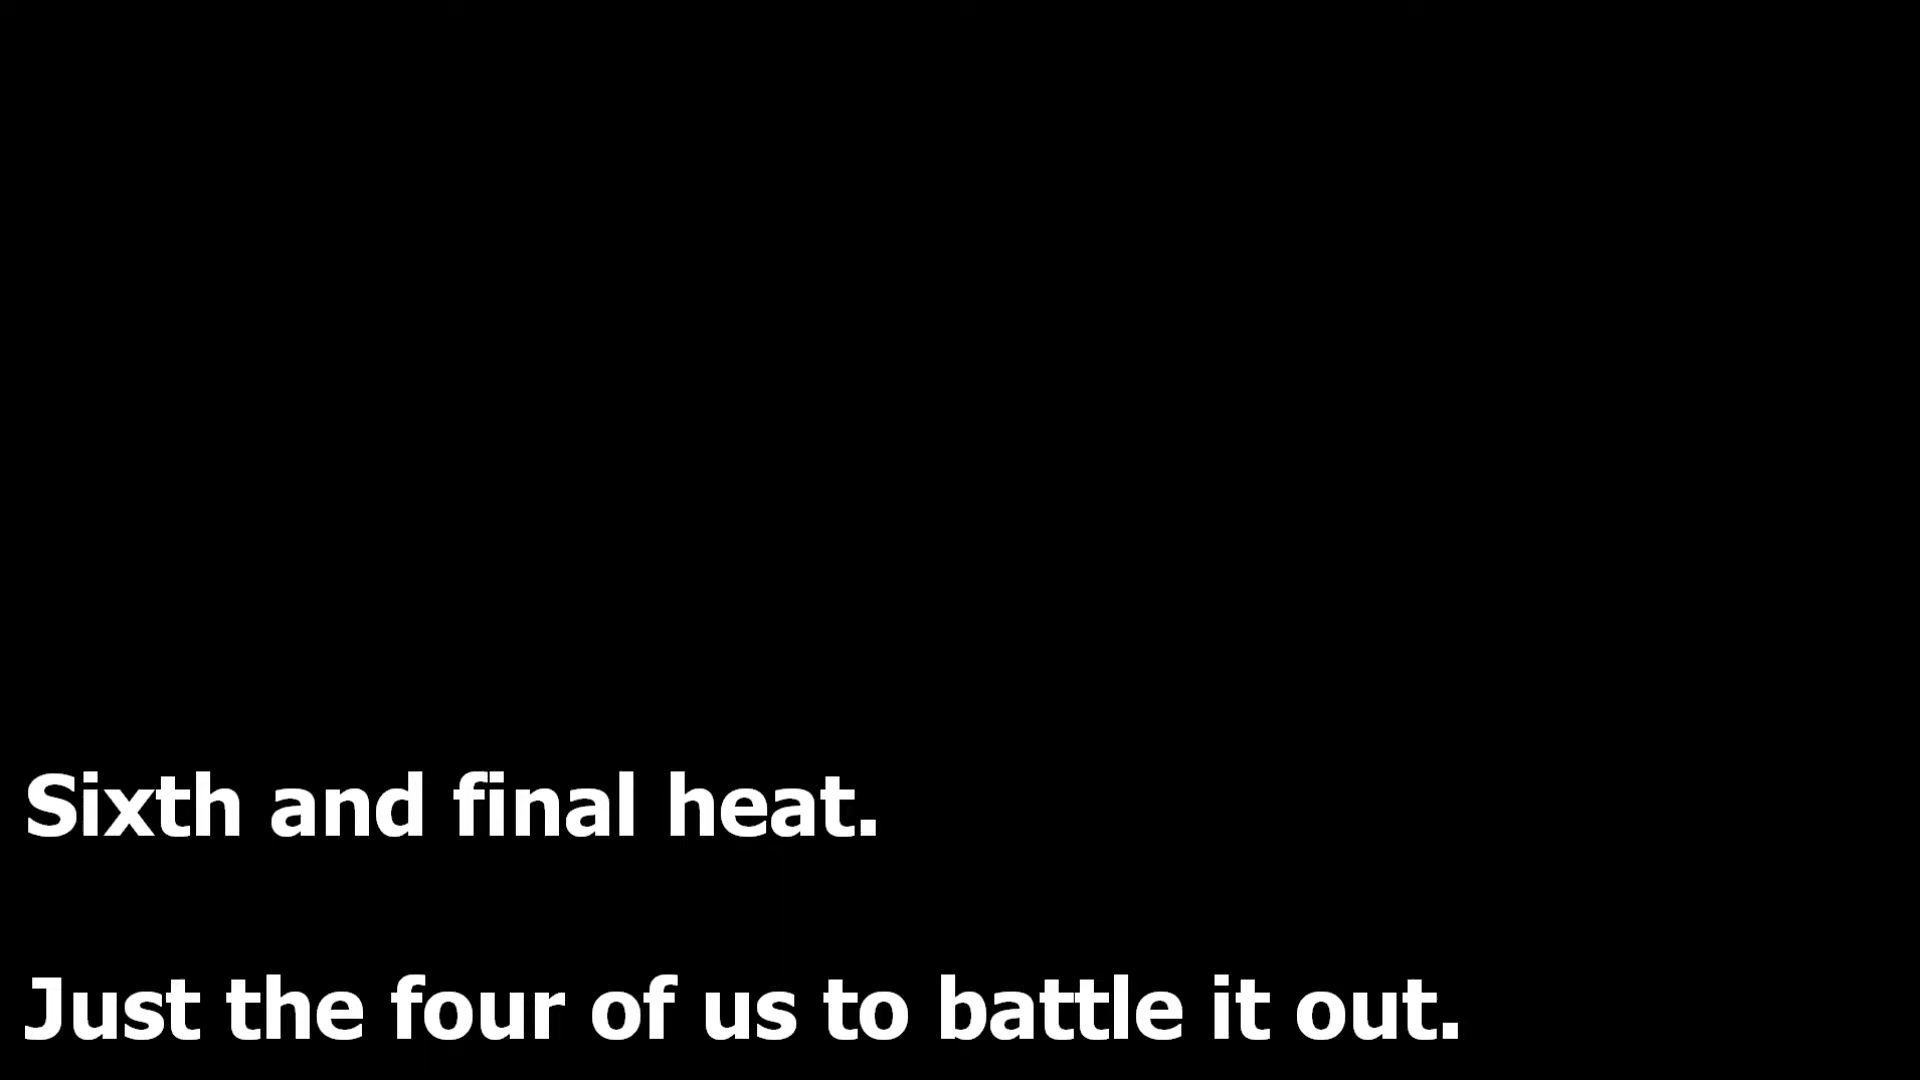 Sixth and final heat.
Just the four of us to battle it out.